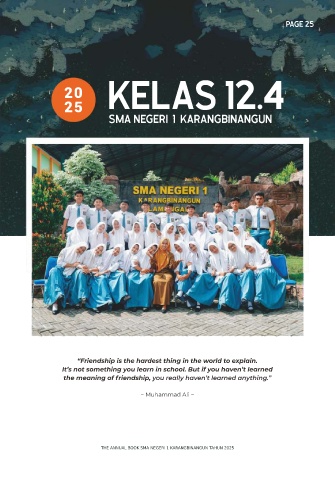 PAGE 25
20
25
KELAS 12.4
SMA NEGERI 1 KARANGBINANGUN
SMA NEGERI 1
KARANGBINANGUN
LAMONGAN
“Friendship is the hardest thing in the world to explain.
It’s not something you learn in school. But if you haven’t learned
the meaning of friendship, you really haven’t learned anything.”
– Muhammad Ali –
THE ANNUAL BOOK SMA NEGERI 1 KARANGBINANGUN TAHUN 2025